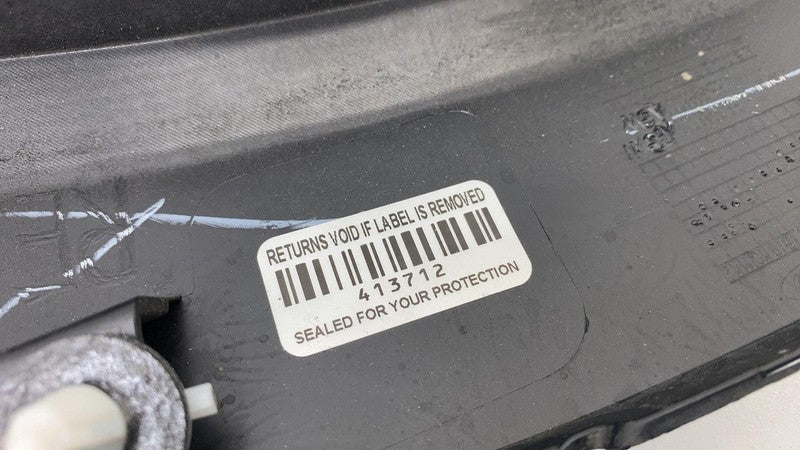 RETURNS VOID IF LABEL IS REMOVED
413712
SEALED FOR YOUR PROTECTION